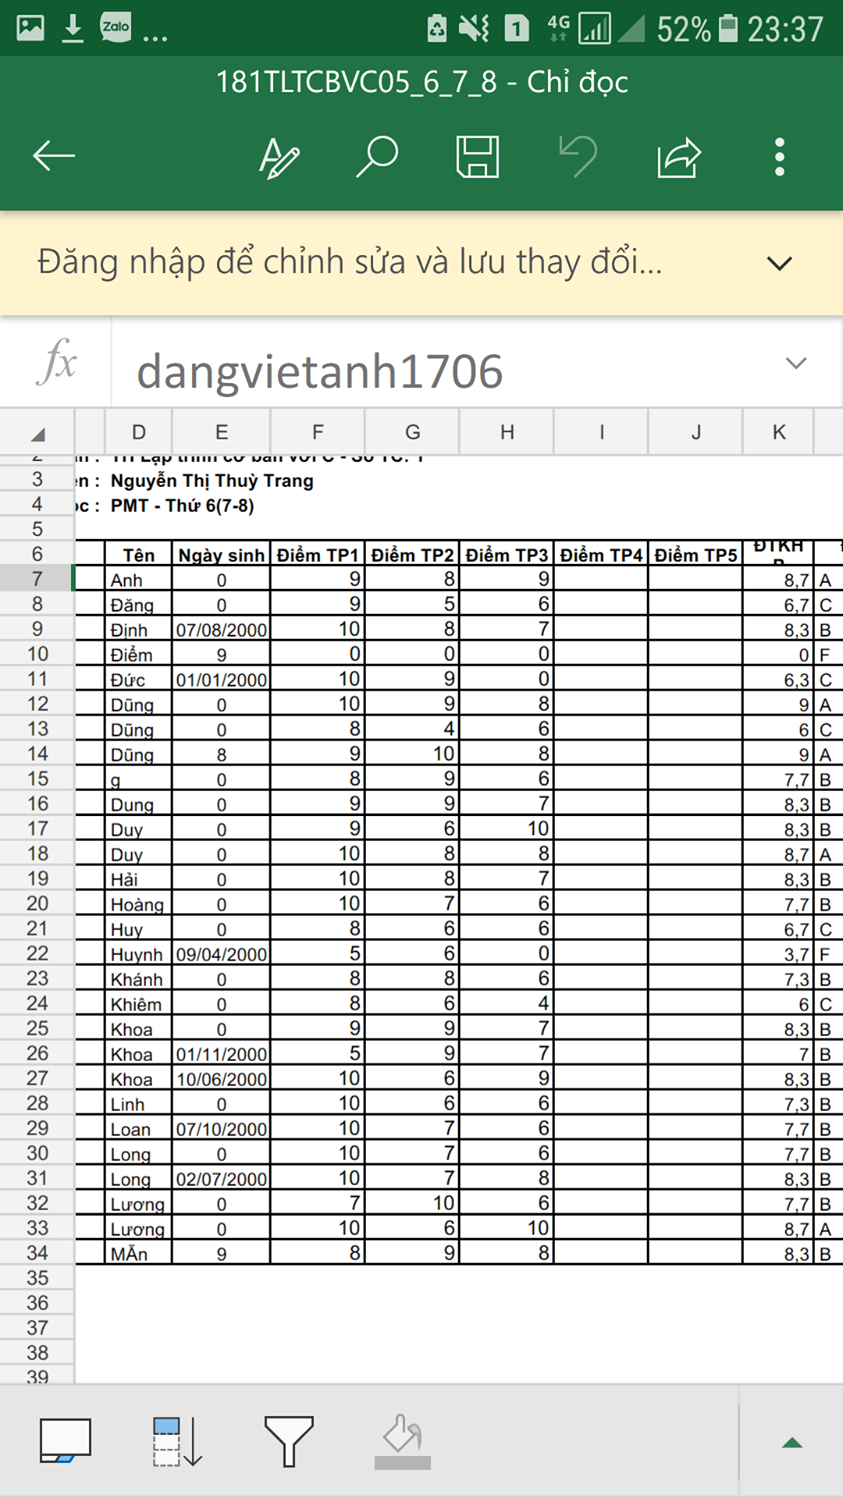 Zalo ... 1 4G 52% 23:37
181TLTCBVC05_6_7_8 - Chỉ đọc
Đăng nhập để chỉnh sửa và lưu thay đổi...
fx dangvietanh1706
D E F G H I J K
2 : TH Lập trình cơ bản với C - Số TC: 1
3 ên : Nguyễn Thị Thuỳ Trang
4 ọc : PMT - Thứ 6(7-8)
5
6 Tên Ngày sinh Điểm TP1 Điểm TP2 Điểm TP3 Điểm TP4 Điểm TP5 ĐTKH
7 Anh 0 9 8 9 8,7 A
8 Đăng 0 9 5 6 6,7 C
9 Định 07/08/2000 10 8 7 8,3 B
10 Điểm 9 0 0 0 0 F
11 Đức 01/01/2000 10 9 0 6,3 C
12 Dũng 0 10 9 8 9 A
13 Dũng 0 8 4 6 6 C
14 Dũng 8 9 10 8 9 A
15 g 0 8 9 6 7,7 B
16 Dung 0 9 9 7 8,3 B
17 Duy 0 9 6 10 8,3 B
18 Duy 0 10 8 8 8,7 A
19 Hải 0 10 8 7 8,3 B
20 Hoàng 0 10 7 6 7,7 B
21 Huy 0 8 6 6 6,7 C
22 Huynh 09/04/2000 5 6 0 3,7 F
23 Khánh 0 8 8 6 7,3 B
24 Khiêm 0 8 6 4 6 C
25 Khoa 0 9 9 7 8,3 B
26 Khoa 01/11/2000 5 9 7 7 B
27 Khoa 10/06/2000 10 6 9 8,3 B
28 Linh 0 10 6 6 7,3 B
29 Loan 07/10/2000 10 7 6 7,7 B
30 Long 0 10 7 6 7,7 B
31 Long 02/07/2000 10 7 8 8,3 B
32 Lương 0 7 10 6 7,7 B
33 Lương 0 10 6 10 8,7 A
34 MÃn 9 8 9 8 8,3 B
35
36
37
38
39